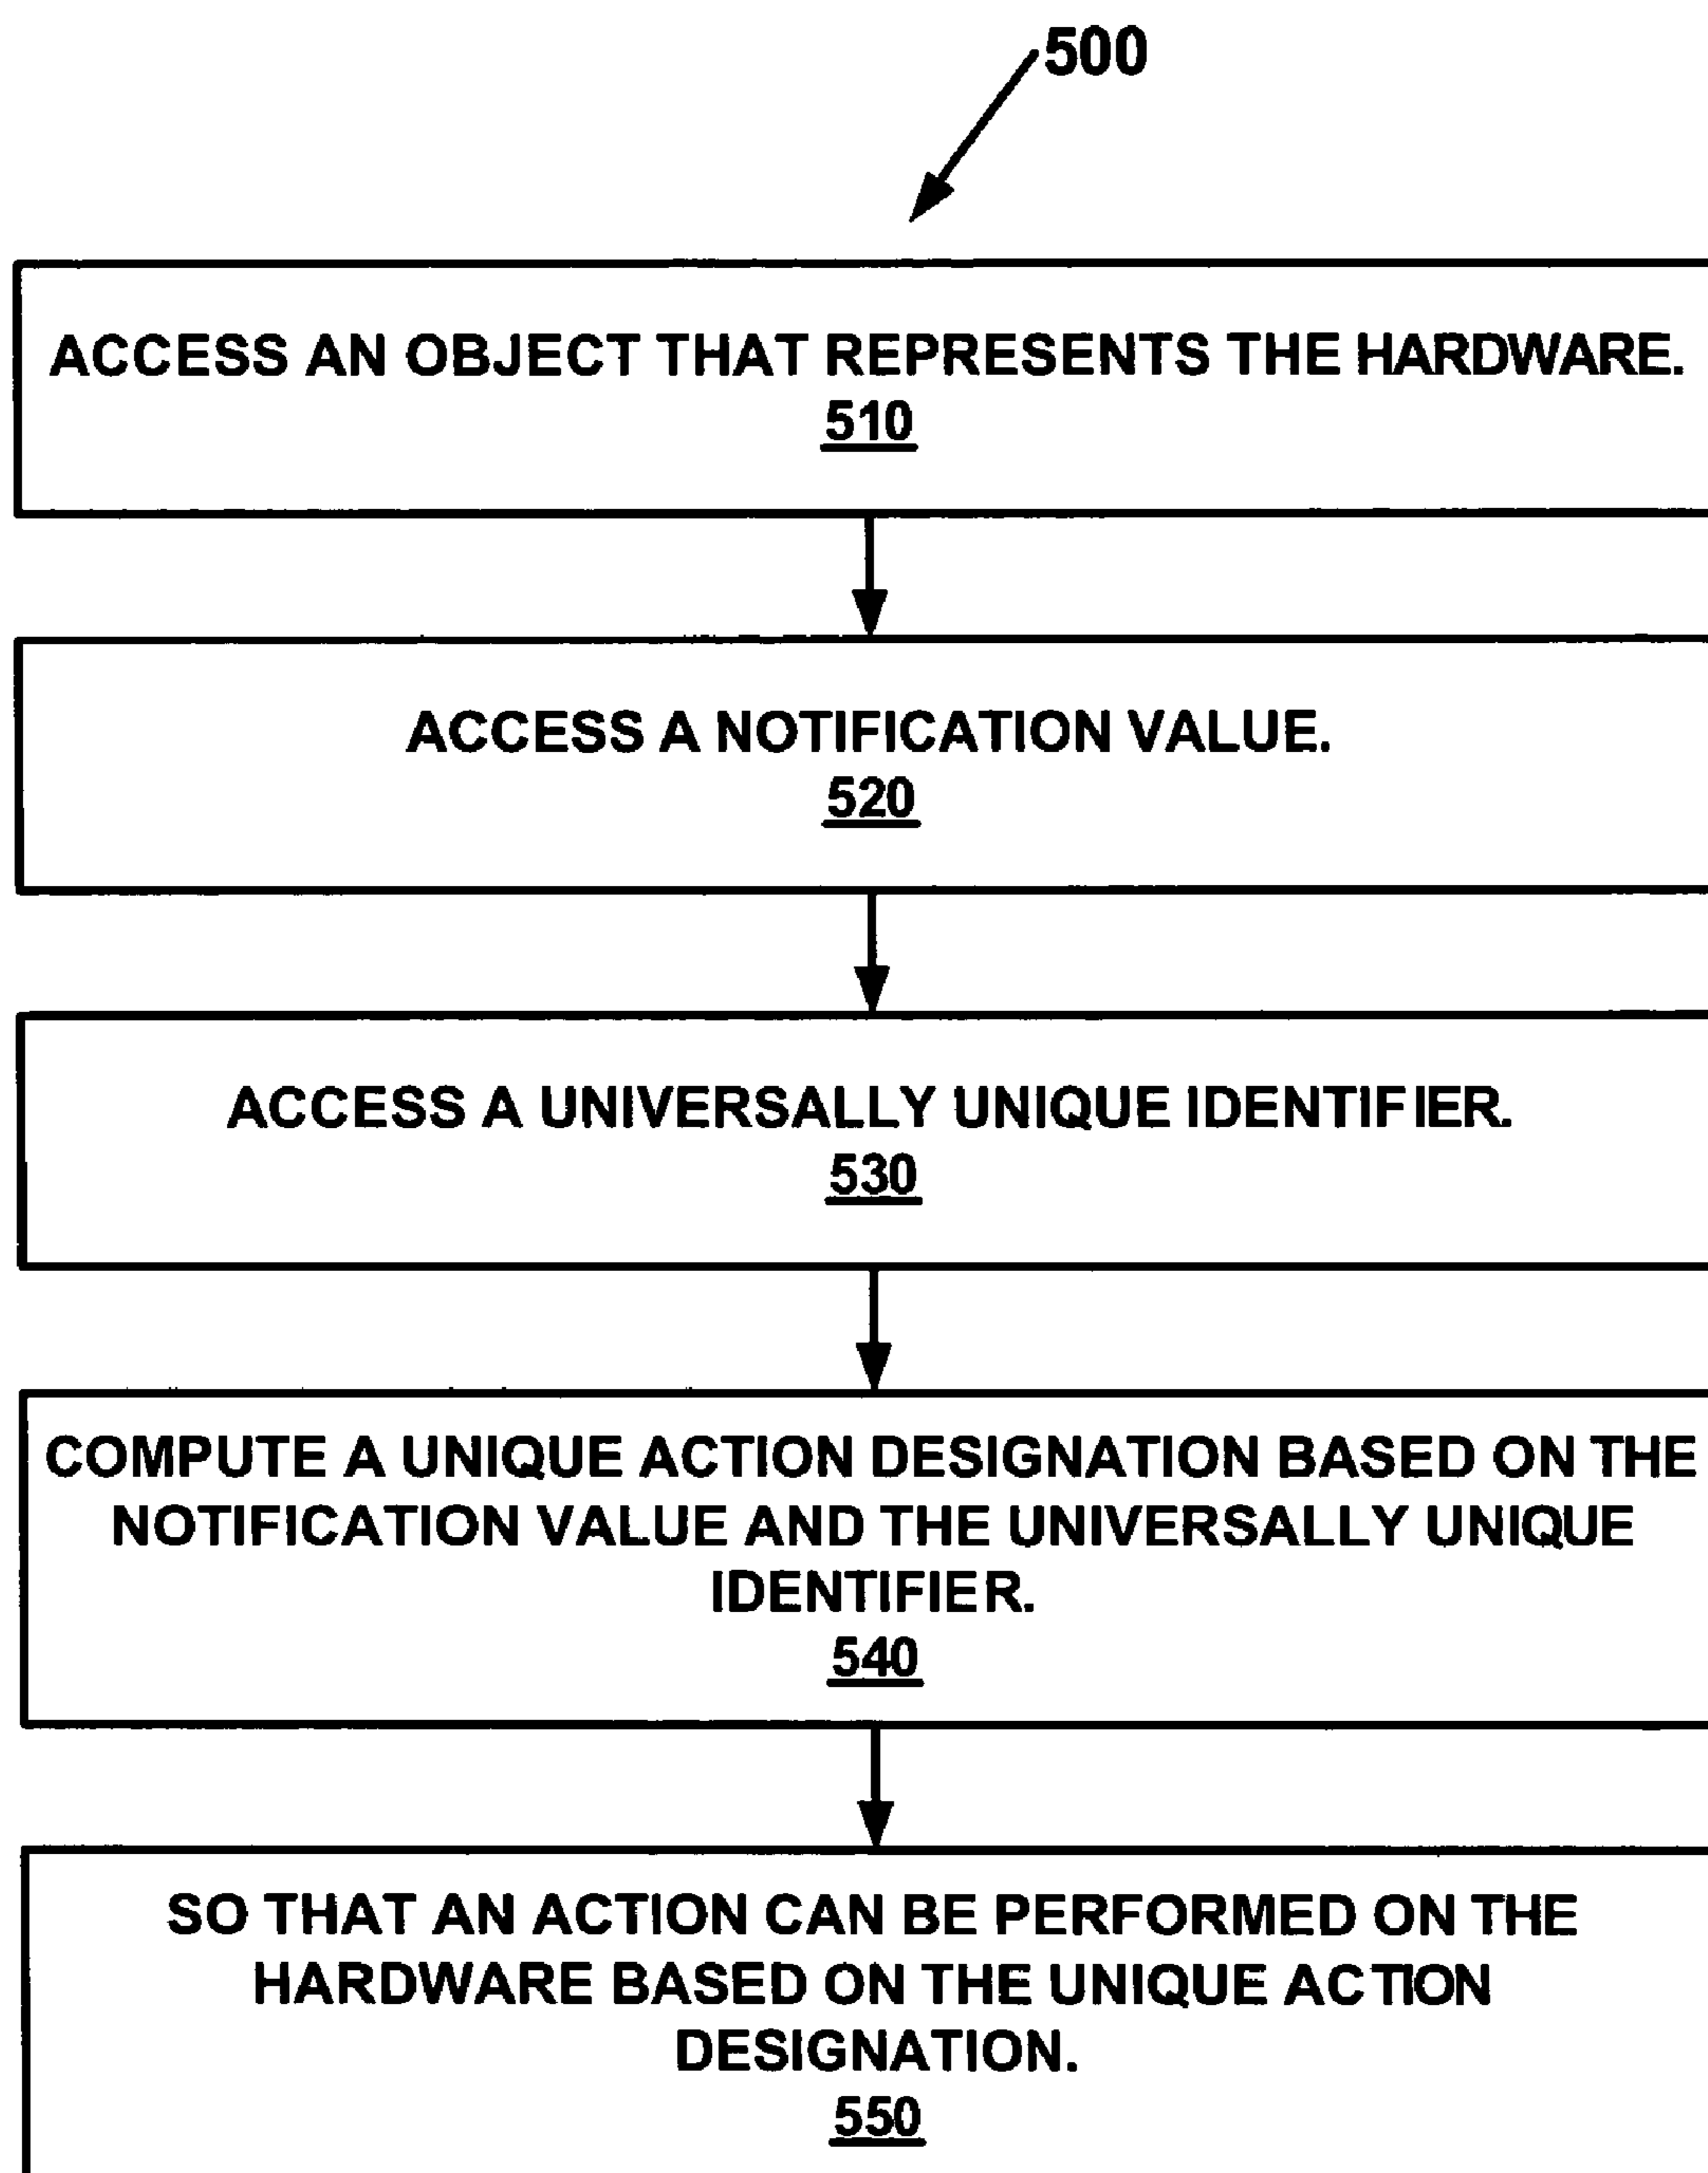 500
ACCESS AN OBJECT THAT REPRESENTS THE HARDWARE.
510
ACCESS A NOTIFICATION VALUE.
520
ACCESS A UNIVERSALLY UNIQUE IDENTIFIER.
530
COMPUTE A UNIQUE ACTION DESIGNATION BASED ON THE
NOTIFICATION VALUE AND THE UNIVERSALLY UNIQUE
IDENTIFIER.
540
SO THAT AN ACTION CAN BE PERFORMED ON THE
HARDWARE BASED ON THE UNIQUE ACTION
DESIGNATION.
550